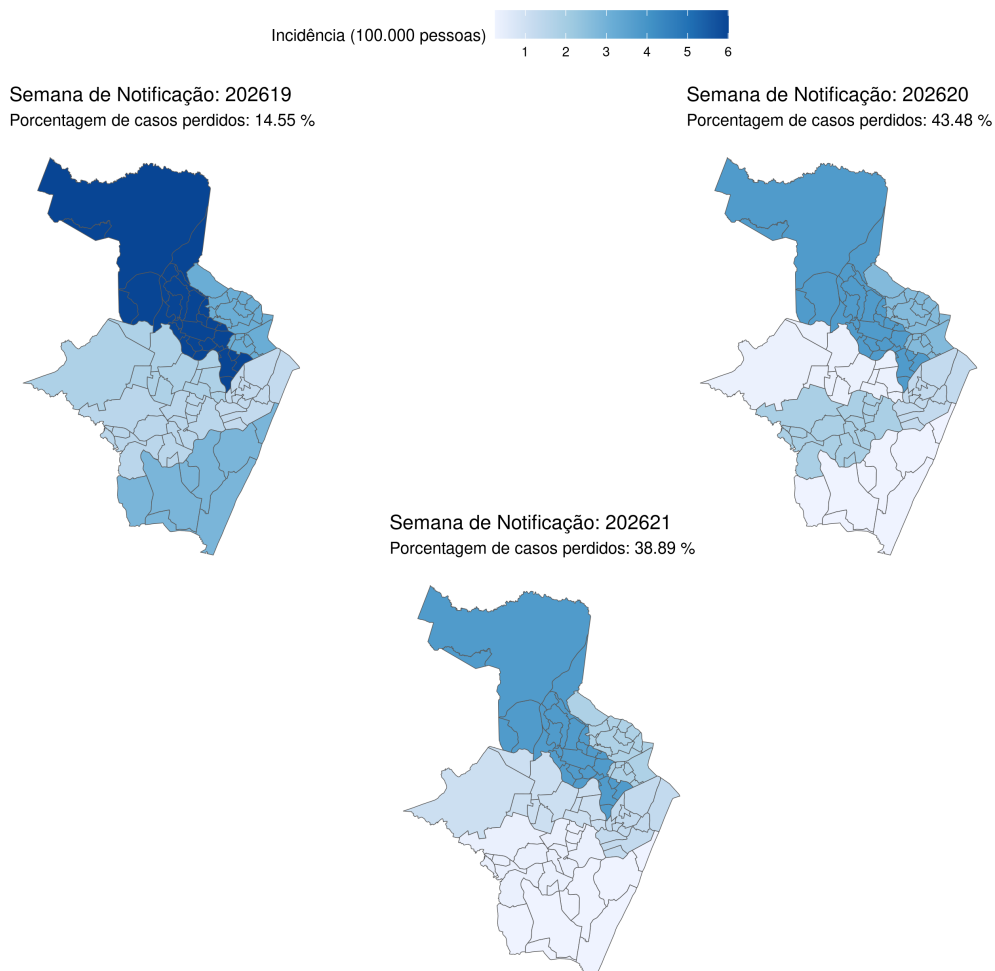 Incidência (100.000 pessoas)
1 2 3 4 5 6
Semana de Notificação: 202619
Porcentagem de casos perdidos: 14.55 %
Semana de Notificação: 202620
Porcentagem de casos perdidos: 43.48 %
Semana de Notificação: 202621
Porcentagem de casos perdidos: 38.89 %